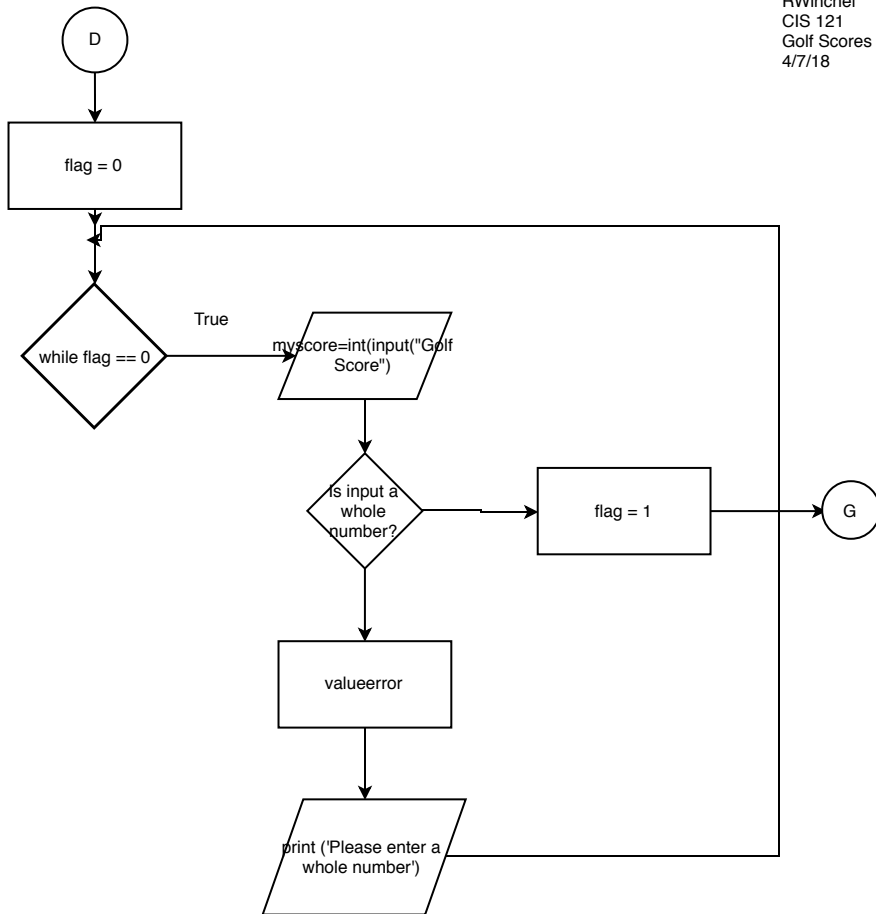 CIS 121
Golf Scores
4/7/18
D
flag = 0
True
while flag == 0
myscore=int(input("Golf
Score")
Is input a
whole
number?
flag = 1
G
valueerror
print ('Please enter a
whole number')